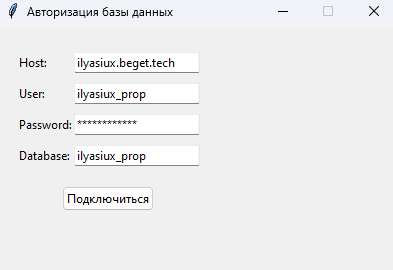 Авторизация базы данных
Host: ilyasiux.beget.tech
User: ilyasiux_prop
Password: ************
Database: ilyasiux_prop
Подключиться